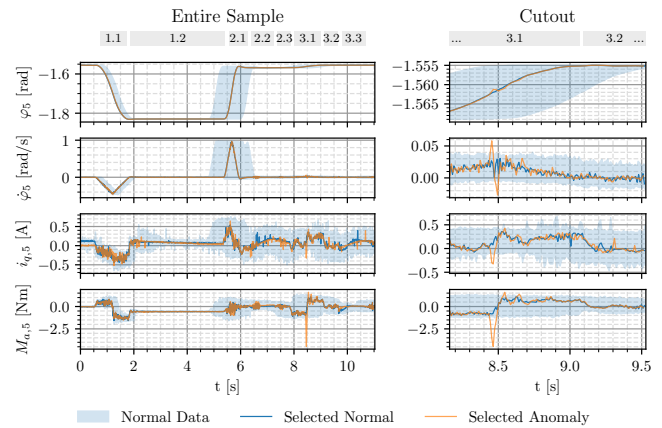 Entire Sample
Cutout
1.1 1.2 2.1 2.2 2.3 3.1 3.2 3.3
... 3.1 3.2 ...
φ₅ [rad]
−1.6
−1.8
−1.555
−1.560
−1.565
φ̇₅ [rad/s]
1
0
0.05
0.00
i_{q,5} [A]
0.5
0.0
−0.5
0.5
0.0
−0.5
M_{a,5} [Nm]
0.0
−2.5
0.0
−2.5
0 2 4 6 8 10
8.5 9.0 9.5
t [s]
t [s]
Normal Data Selected Normal Selected Anomaly